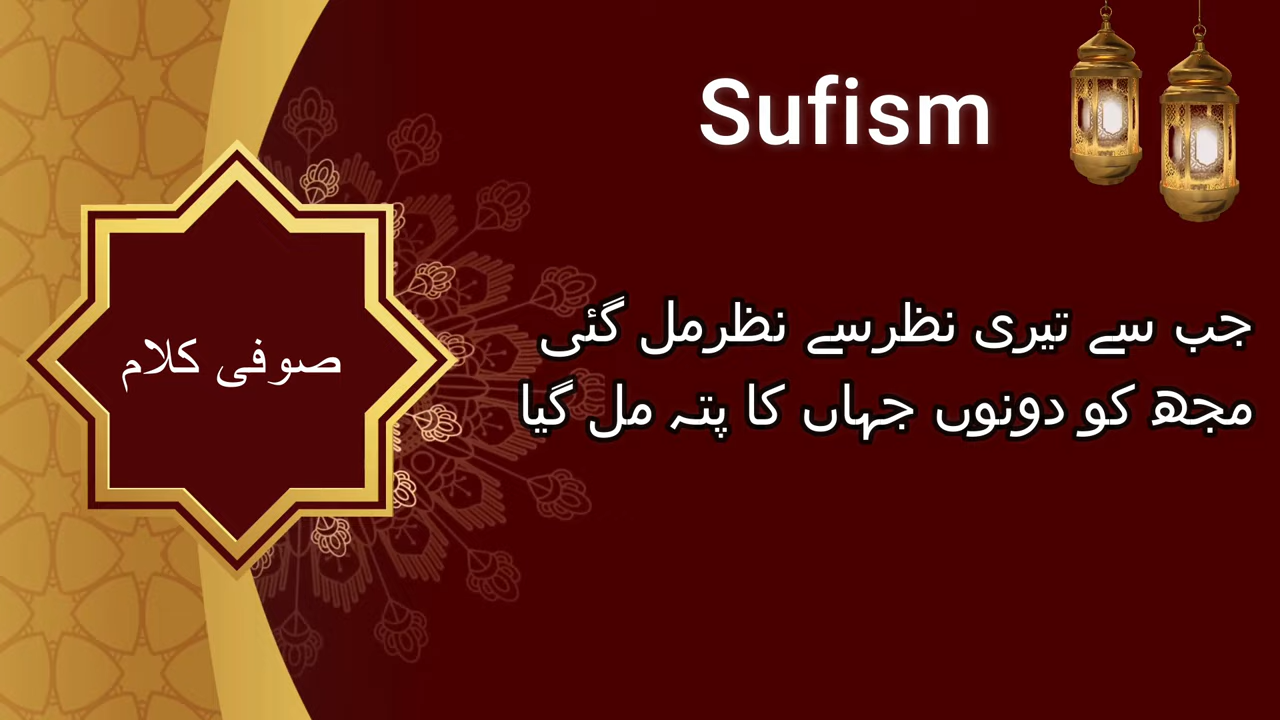 Sufism
صوفی کلام
جب سے تیری نظرسے نظرمل گئی
مجھ کو دونوں جہاں کا پتہ مل گیا